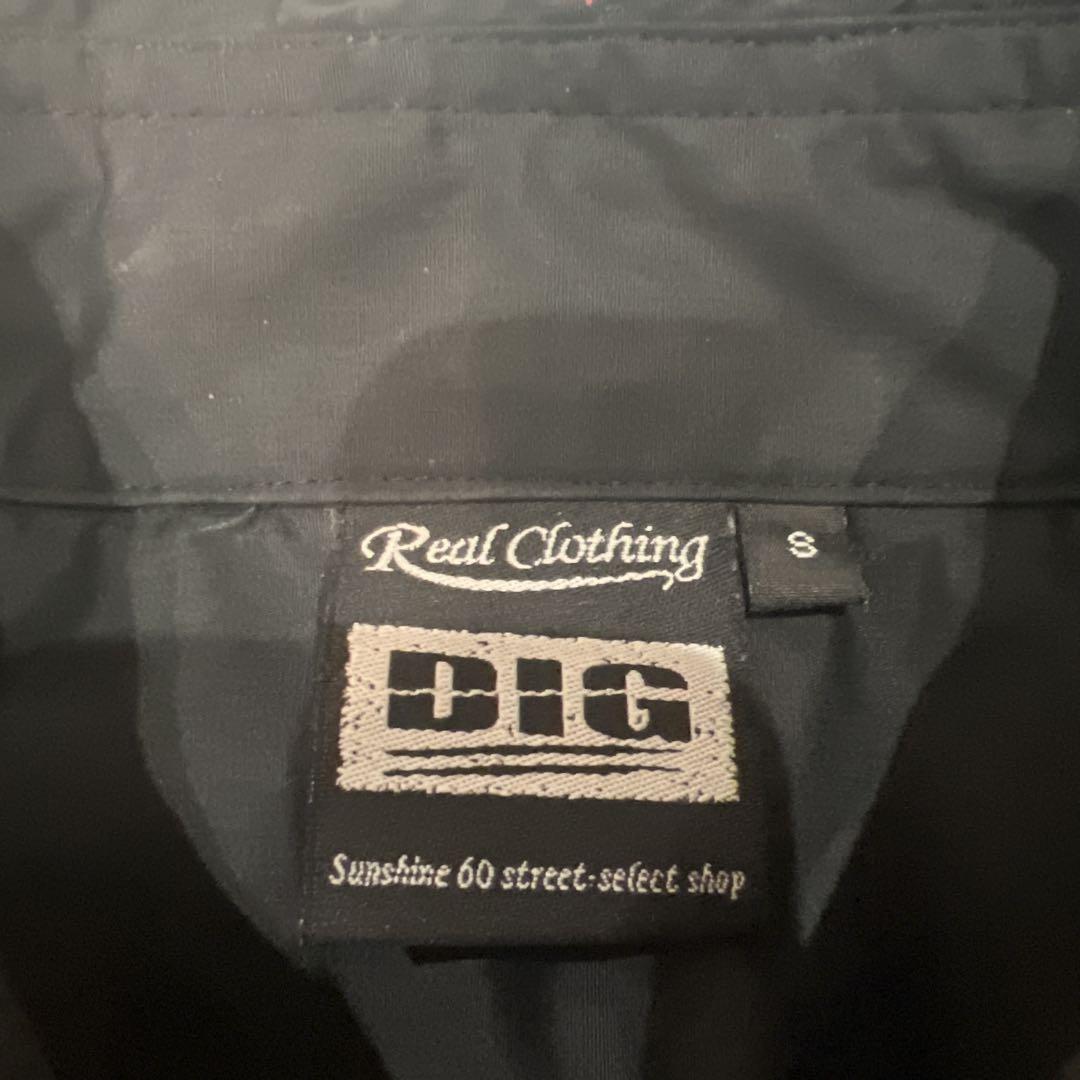 Real Clothing
S
DIG
Sunshine 60 street-select shop